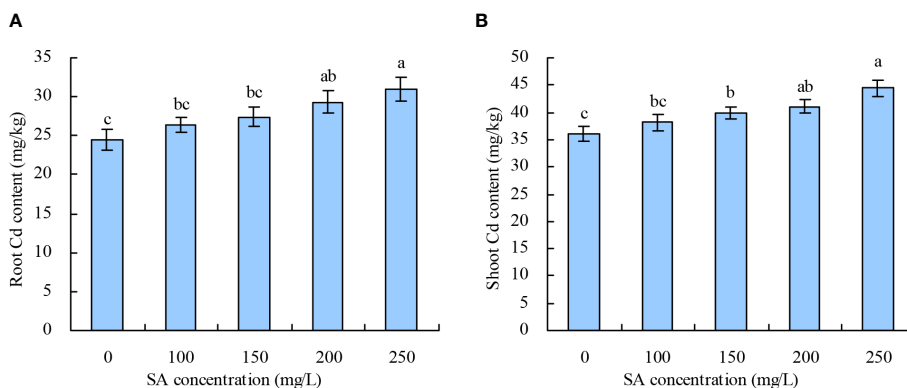 A
Root Cd content (mg/kg)
35
30
25
20
15
10
5
0
c
bc
bc
ab
a
0 100 150 200 250
SA concentration (mg/L)
B
Shoot Cd content (mg/kg)
50
45
40
35
30
25
20
15
10
5
0
c
bc
b
ab
a
0 100 150 200 250
SA concentration (mg/L)